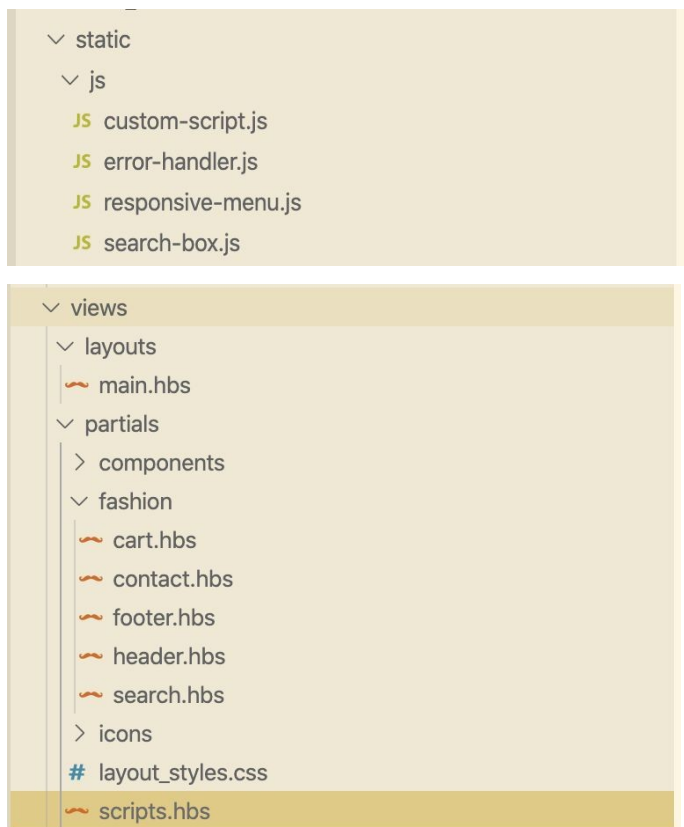 static
js
JS custom-script.js
JS error-handler.js
JS responsive-menu.js
JS search-box.js
views
layouts
main.hbs
partials
components
fashion
cart.hbs
contact.hbs
footer.hbs
header.hbs
search.hbs
icons
# layout_styles.css
scripts.hbs